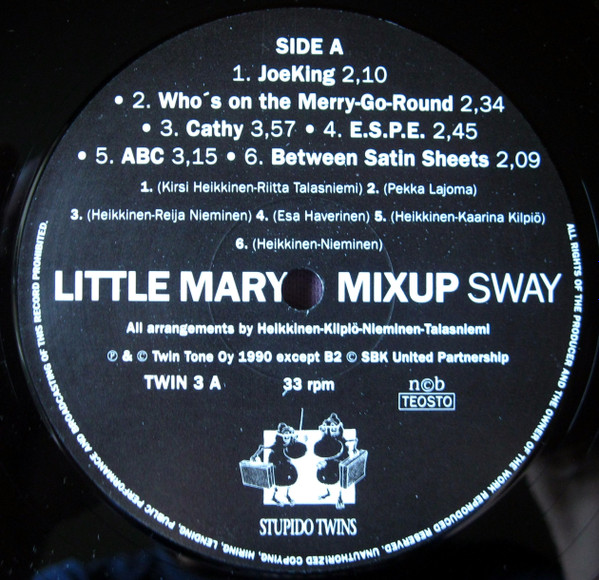 SIDE A
1. JoeKing 2,10
• 2. Who´s on the Merry-Go-Round 2,34
• 3. Cathy 3,57 • 4. E.S.P.E. 2,45
• 5. ABC 3,15 • 6. Between Satin Sheets 2,09
1. (Kirsi Heikkinen-Riitta Talasniemi) 2. (Pekka Lajoma)
3. (Heikkinen-Reija Nieminen) 4. (Esa Haverinen) 5. (Heikkinen-Kaarina Kilpiö)
6. (Heikkinen-Nieminen)
LITTLE MARY MIXUP SWAY
All arrangements by Heikkinen-Kilpiö-Nieminen-Talasniemi
℗ & © Twin Tone Oy 1990 except B2 © SBK United Partnership
TWIN 3 A 33 rpm n©b
TEOSTO
STUPIDO TWINS
ALL RIGHTS OF THE PRODUCER AND THE OWNER OF THE WORK REPRODUCED RESERVED. UNAUTHORIZED COPYING, HIRING, LENDING, PUBLIC PERFORMANCE AND BROADCASTING OF THIS RECORD PROHIBITED.